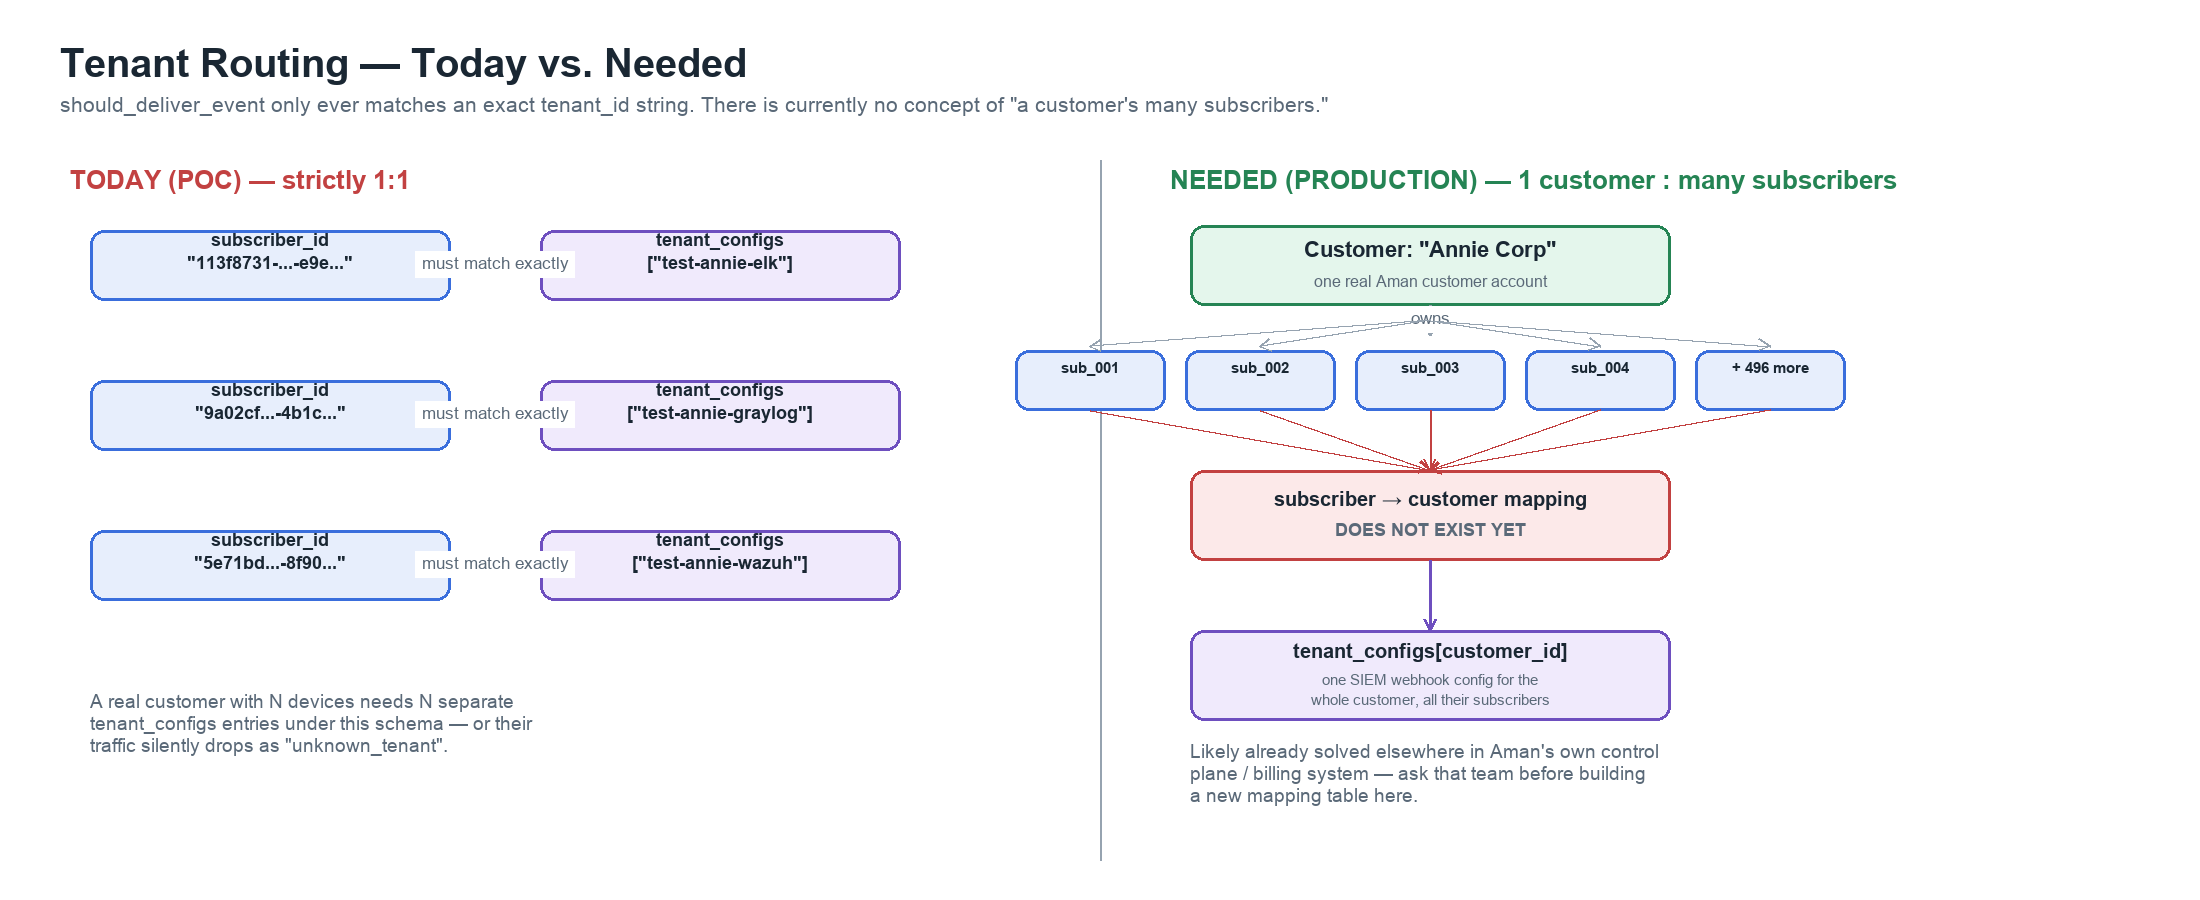 Tenant Routing — Today vs. Needed
should_deliver_event only ever matches an exact tenant_id string. There is currently no concept of "a customer's many subscribers."
TODAY (POC) — strictly 1:1
subscriber_id
"113f8731-...-e9e..."
must match exactly
tenant_configs
["test-annie-elk"]
subscriber_id
"9a02cf...-4b1c..."
must match exactly
tenant_configs
["test-annie-graylog"]
subscriber_id
"5e71bd...-8f90..."
must match exactly
tenant_configs
["test-annie-wazuh"]
A real customer with N devices needs N separate
tenant_configs entries under this schema — or their
traffic silently drops as "unknown_tenant".
NEEDED (PRODUCTION) — 1 customer : many subscribers
Customer: "Annie Corp"
one real Aman customer account
owns
sub_001
sub_002
sub_003
sub_004
+ 496 more
subscriber → customer mapping
DOES NOT EXIST YET
tenant_configs[customer_id]
one SIEM webhook config for the
whole customer, all their subscribers
Likely already solved elsewhere in Aman's own control
plane / billing system — ask that team before building
a new mapping table here.